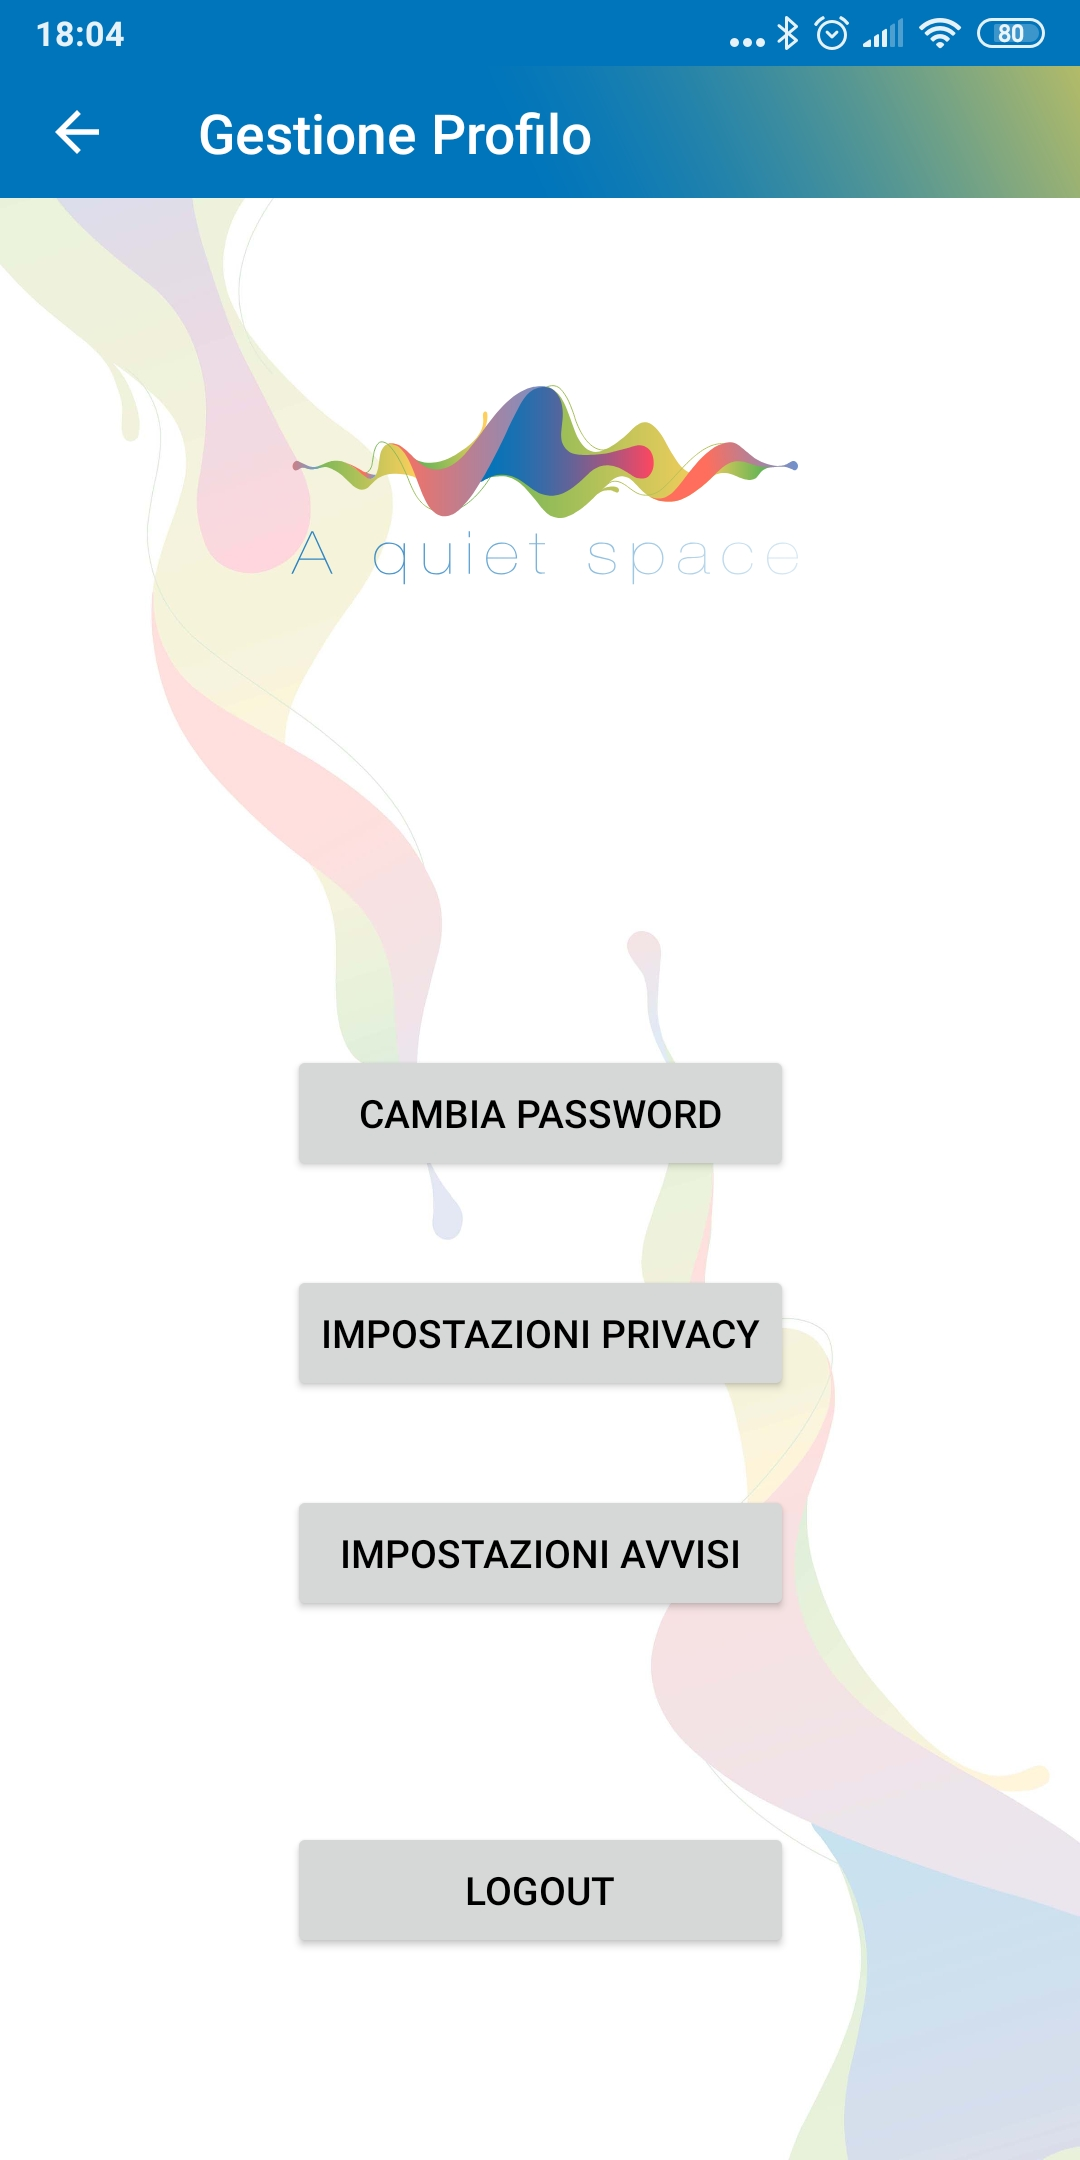 18:04
80
Gestione Profilo
A quiet space
CAMBIA PASSWORD
IMPOSTAZIONI PRIVACY
IMPOSTAZIONI AVVISI
LOGOUT